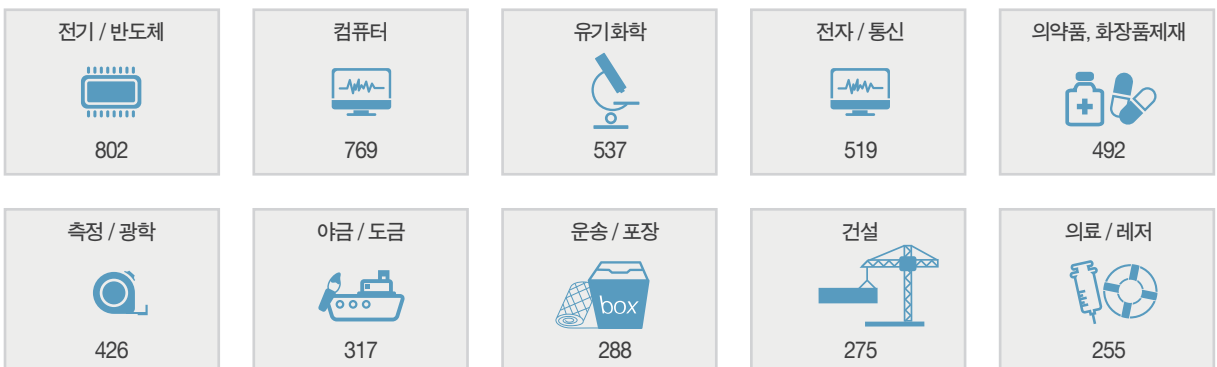 전기 / 반도체
802
컴퓨터
769
유기화학
537
전자 / 통신
519
의약품, 화장품제재
492
측정 / 광학
426
야금 / 도금
317
운송 / 포장
box
288
건설
275
의료 / 레저
255